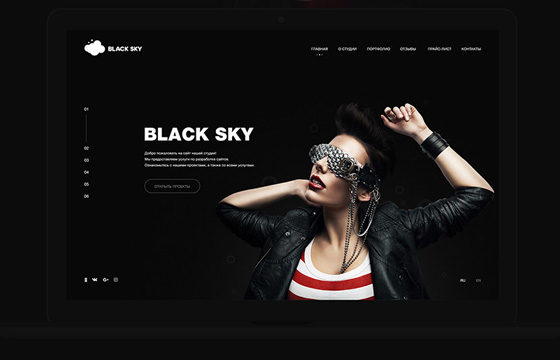 BLACK SKY
ГЛАВНАЯ О СТУДИИ ПОРТФОЛИО ОТЗЫВЫ ПРАЙС-ЛИСТ КОНТАКТЫ
01
BLACK SKY
Добро пожаловать на сайт нашей студии!
Мы предоставляем услуги по разработке сайтов.
Ознакомьтесь с нашими проектами, а также со всеми услугами.
02
03
04
ОТКРЫТЬ ПРОЕКТЫ
05
06
G+
RU EN